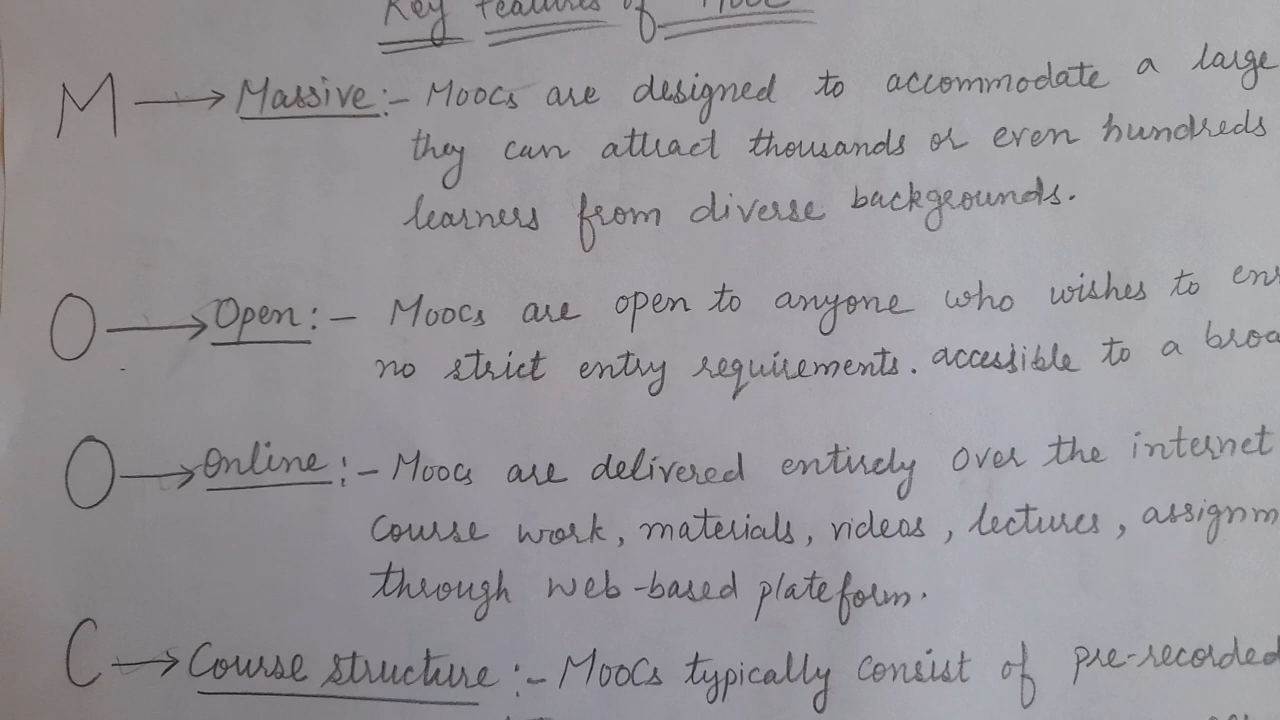 Key Features of MOOC
M → Massive :- MOOCs are designed to accommodate a large
they can attract thousands or even hundreds
learners from diverse backgrounds.
O → Open :- MOOCs are open to anyone who wishes to
no strict entry requirements. accessible to a
O → Online :- MOOCs are delivered entirely over the internet
course work, materials, videos, lectures,
through web-based plateform.
C → Course structure :- MOOCs typically consist of pre-recorded